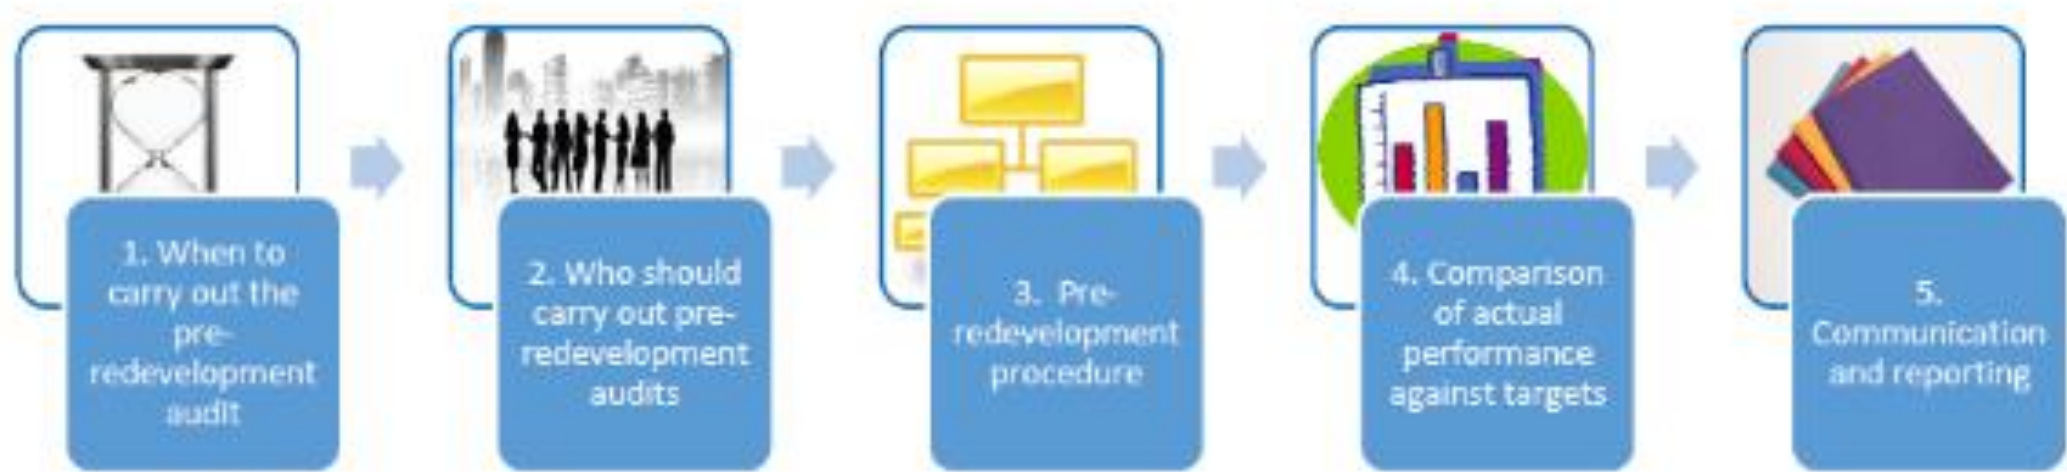 1. When to
carry out the
pre-
redevelopment
audit
2. Who should
carry out pre-
redevelopment
audits
3. Pre-
redevelopment
procedure
4. Comparison
of actual
performance
against targets
5.
Communication
and reporting